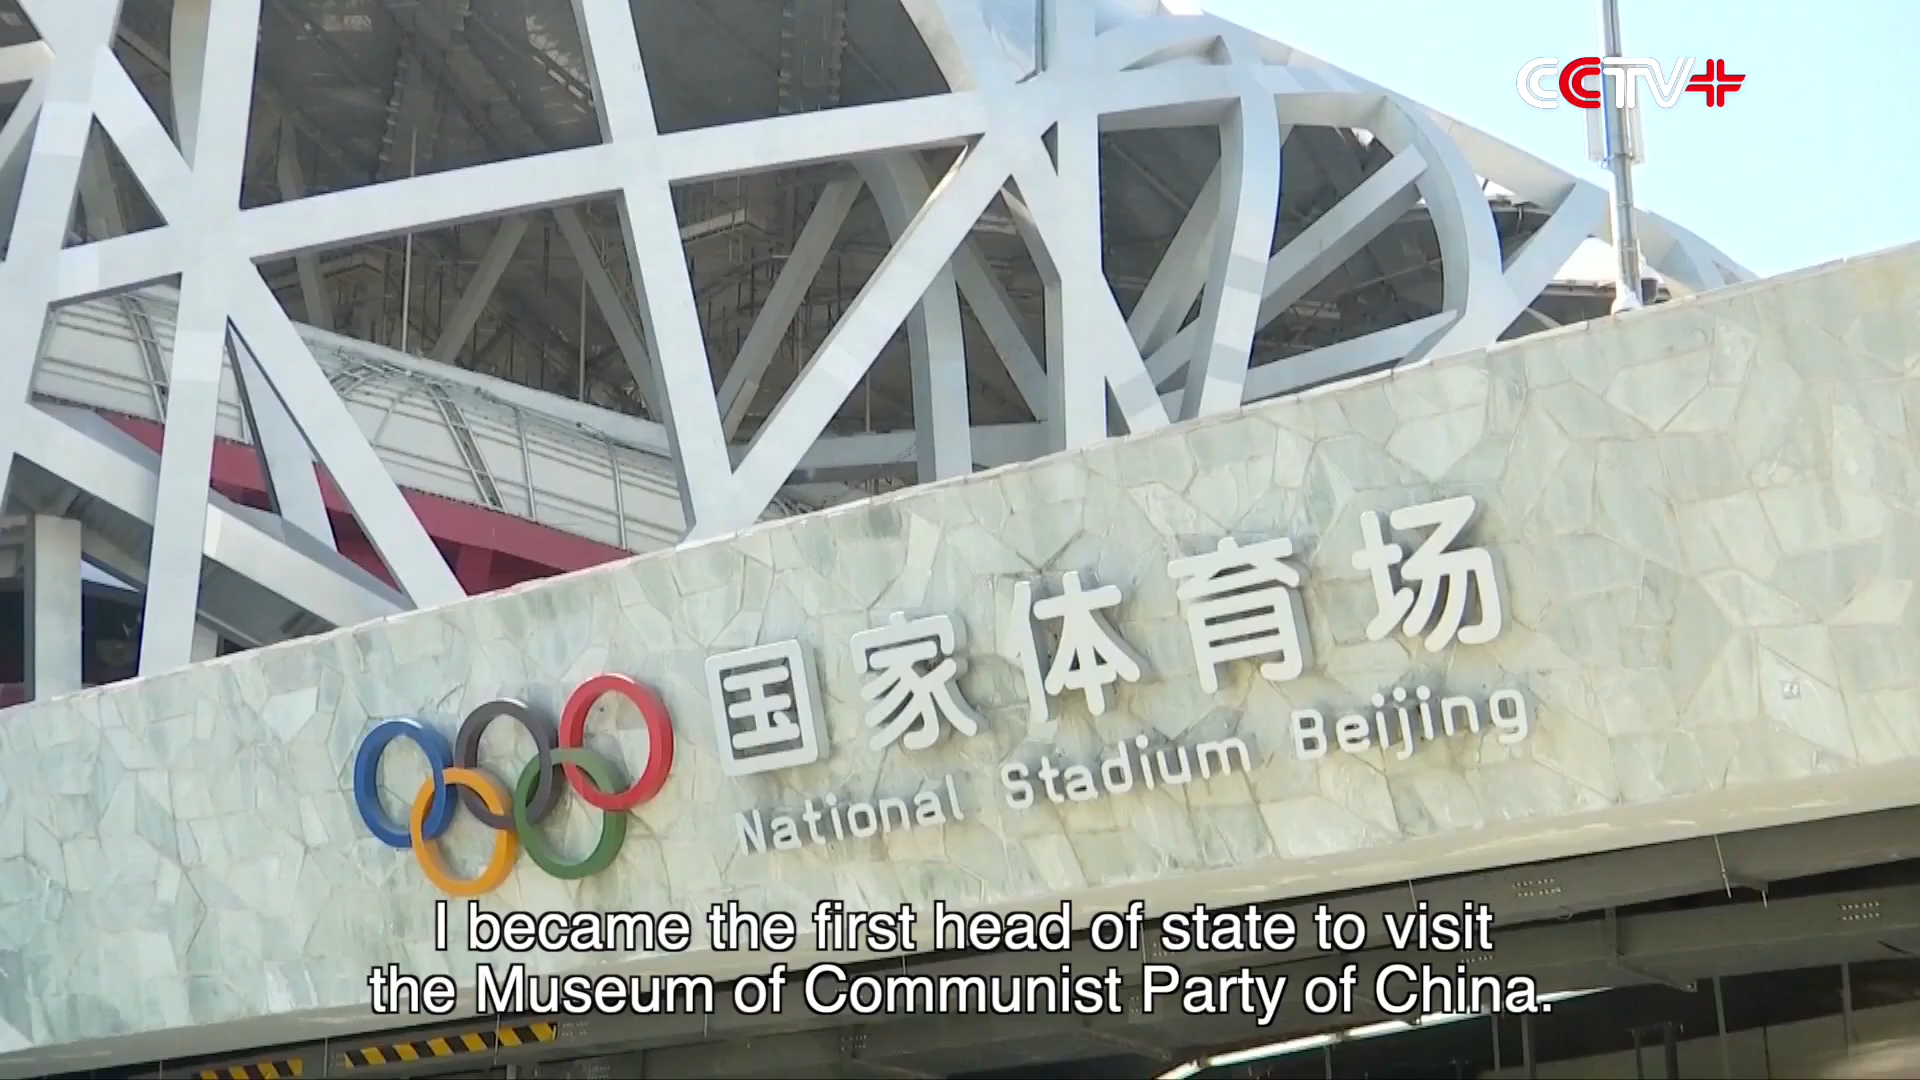 CCTV+
国家体育场
National Stadium Beijing
I became the first head of state to visit
the Museum of Communist Party of China.